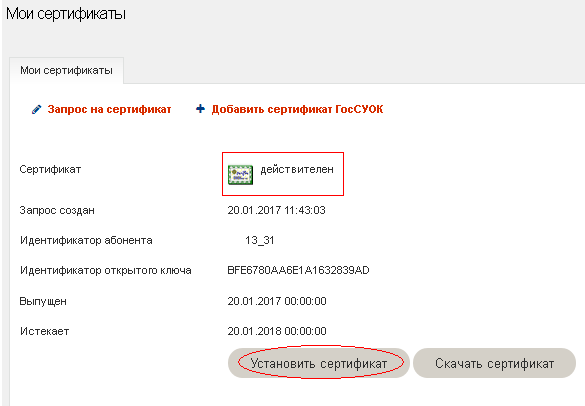 Мои сертификаты
Мои сертификаты
Запрос на сертификат Добавить сертификат ГосСУОК
Сертификат действителен
Запрос создан 20.01.2017 11:43:03
Идентификатор абонента 13_31
Идентификатор открытого ключа BFE6780AA6E1A1632839AD
Выпущен 20.01.2017 00:00:00
Истекает 20.01.2018 00:00:00
Установить сертификат Скачать сертификат